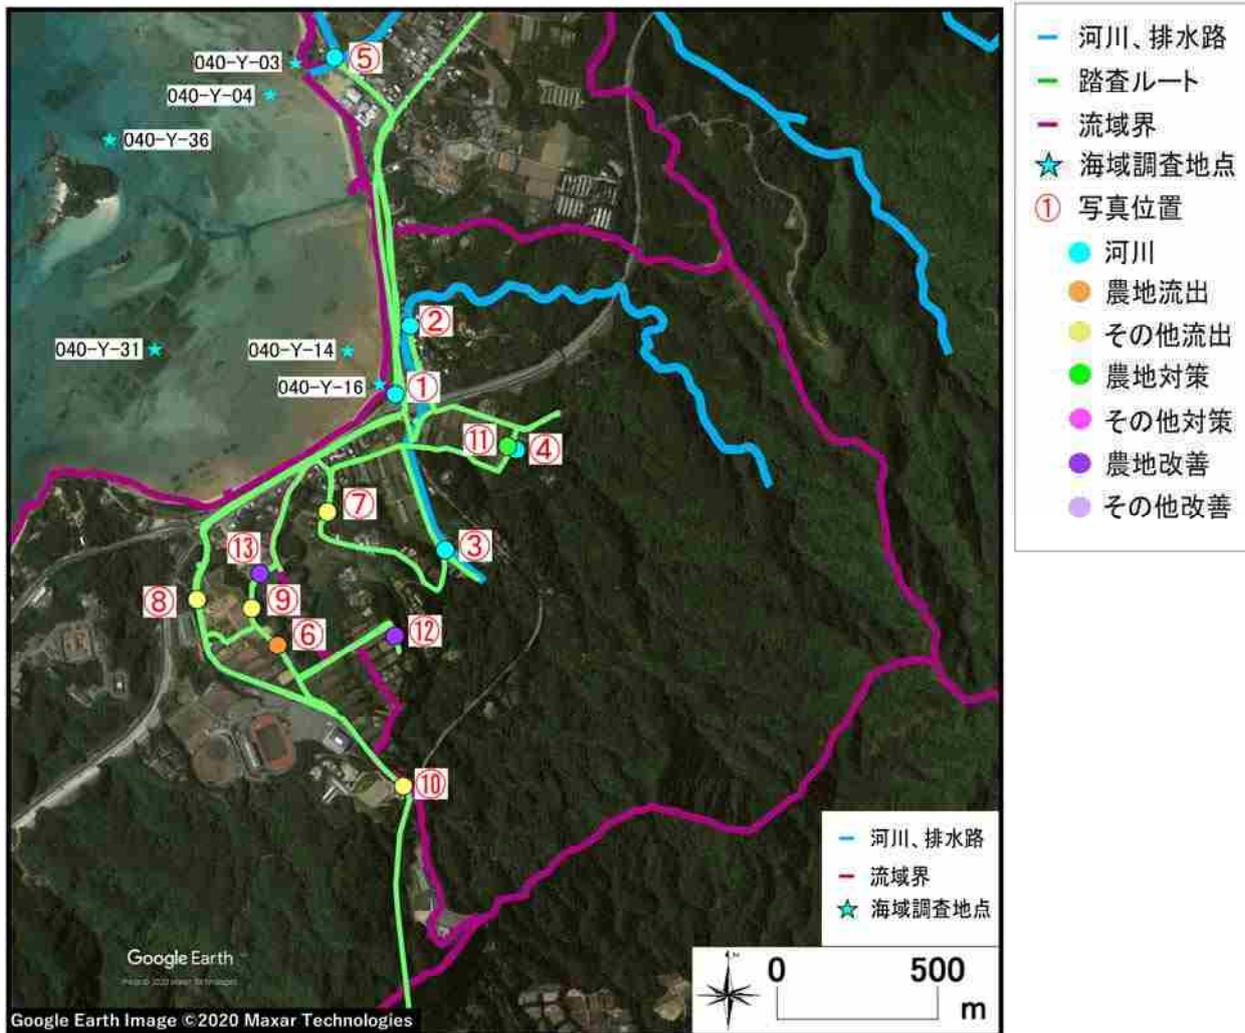 040-Y-03
⑤
040-Y-04
040-Y-36
②
040-Y-31
040-Y-14
040-Y-16
①
⑪
④
⑦
③
⑬
⑧
⑨
⑥
⑫
⑩
河川、排水路
踏査ルート
流域界
海域調査地点
① 写真位置
河川
農地流出
その他流出
農地対策
その他対策
農地改善
その他改善
河川、排水路
流域界
海域調査地点
Google Earth
0 500
m
Google Earth Image ©2020 Maxar Technologies